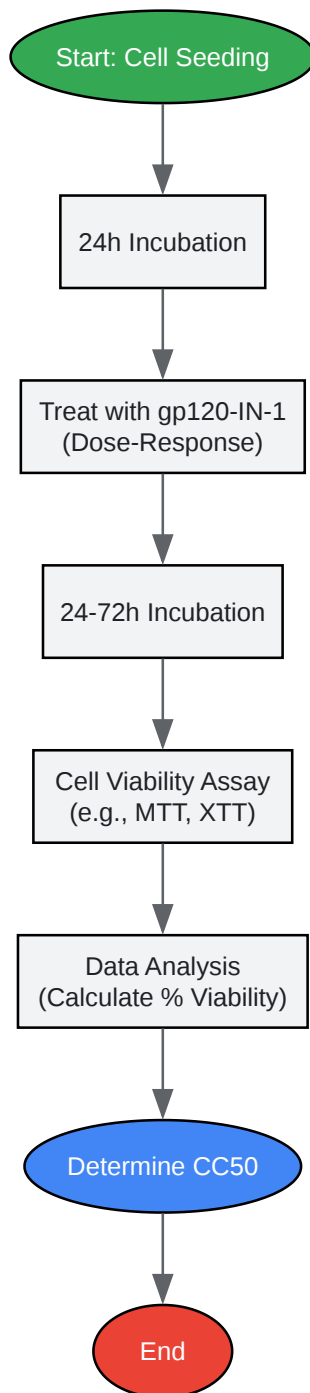 Start: Cell Seeding
24h Incubation
Treat with gp120-IN-1
(Dose-Response)
24-72h Incubation
Cell Viability Assay
(e.g., MTT, XTT)
Data Analysis
(Calculate % Viability)
Determine CC50
End